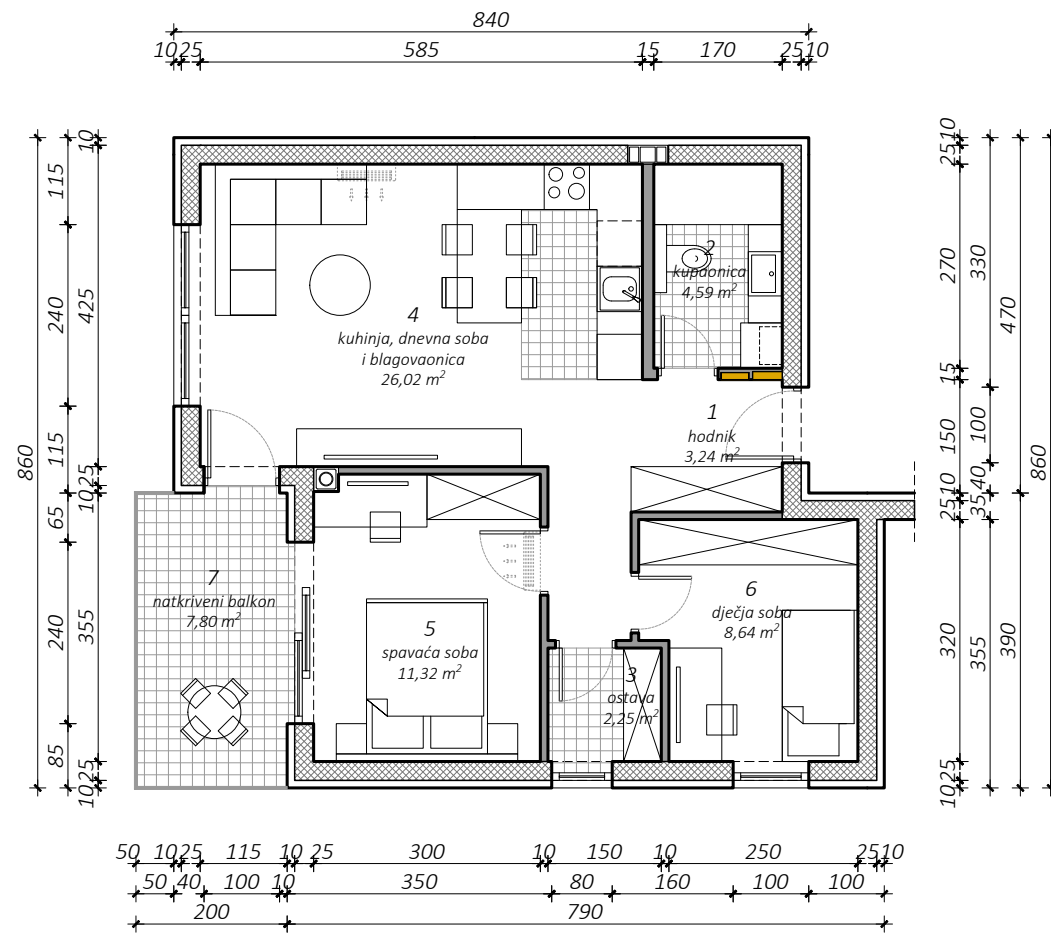 840
10 25 585 15 170 25 10
10
115
240
115
860
425
10 25
65
240
85
355
10 25
25 10
270
330
470
15
150
100
860
25 10
35 40
320
355
390
10 25
4
kuhinja, dnevna soba
i blagovaonica
26,02 m²
2
kupaonica
4,59 m²
1
hodnik
3,24 m²
7
natkriveni balkon
7,80 m²
5
spavaća soba
11,32 m²
6
dječja soba
8,64 m²
3
ostava
2,25 m²
50 10 25 115 10 25 300 10 150 10 250 25 10
50 40 100 10 350 80 160 100 100
200 790